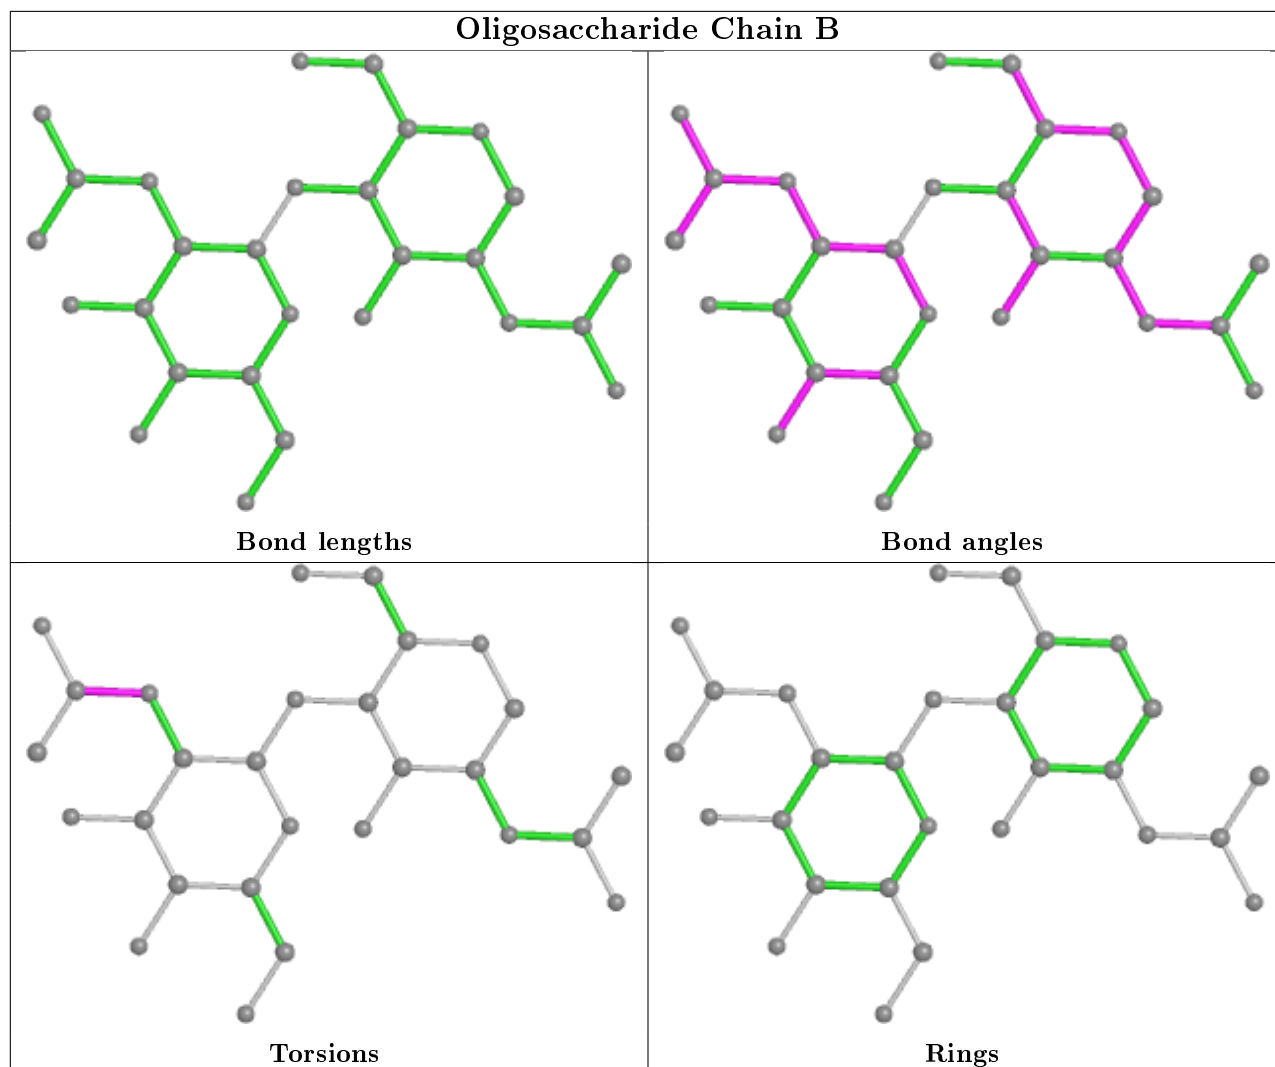 Oligosaccharide Chain B
Bond lengths
Bond angles
Torsions
Rings